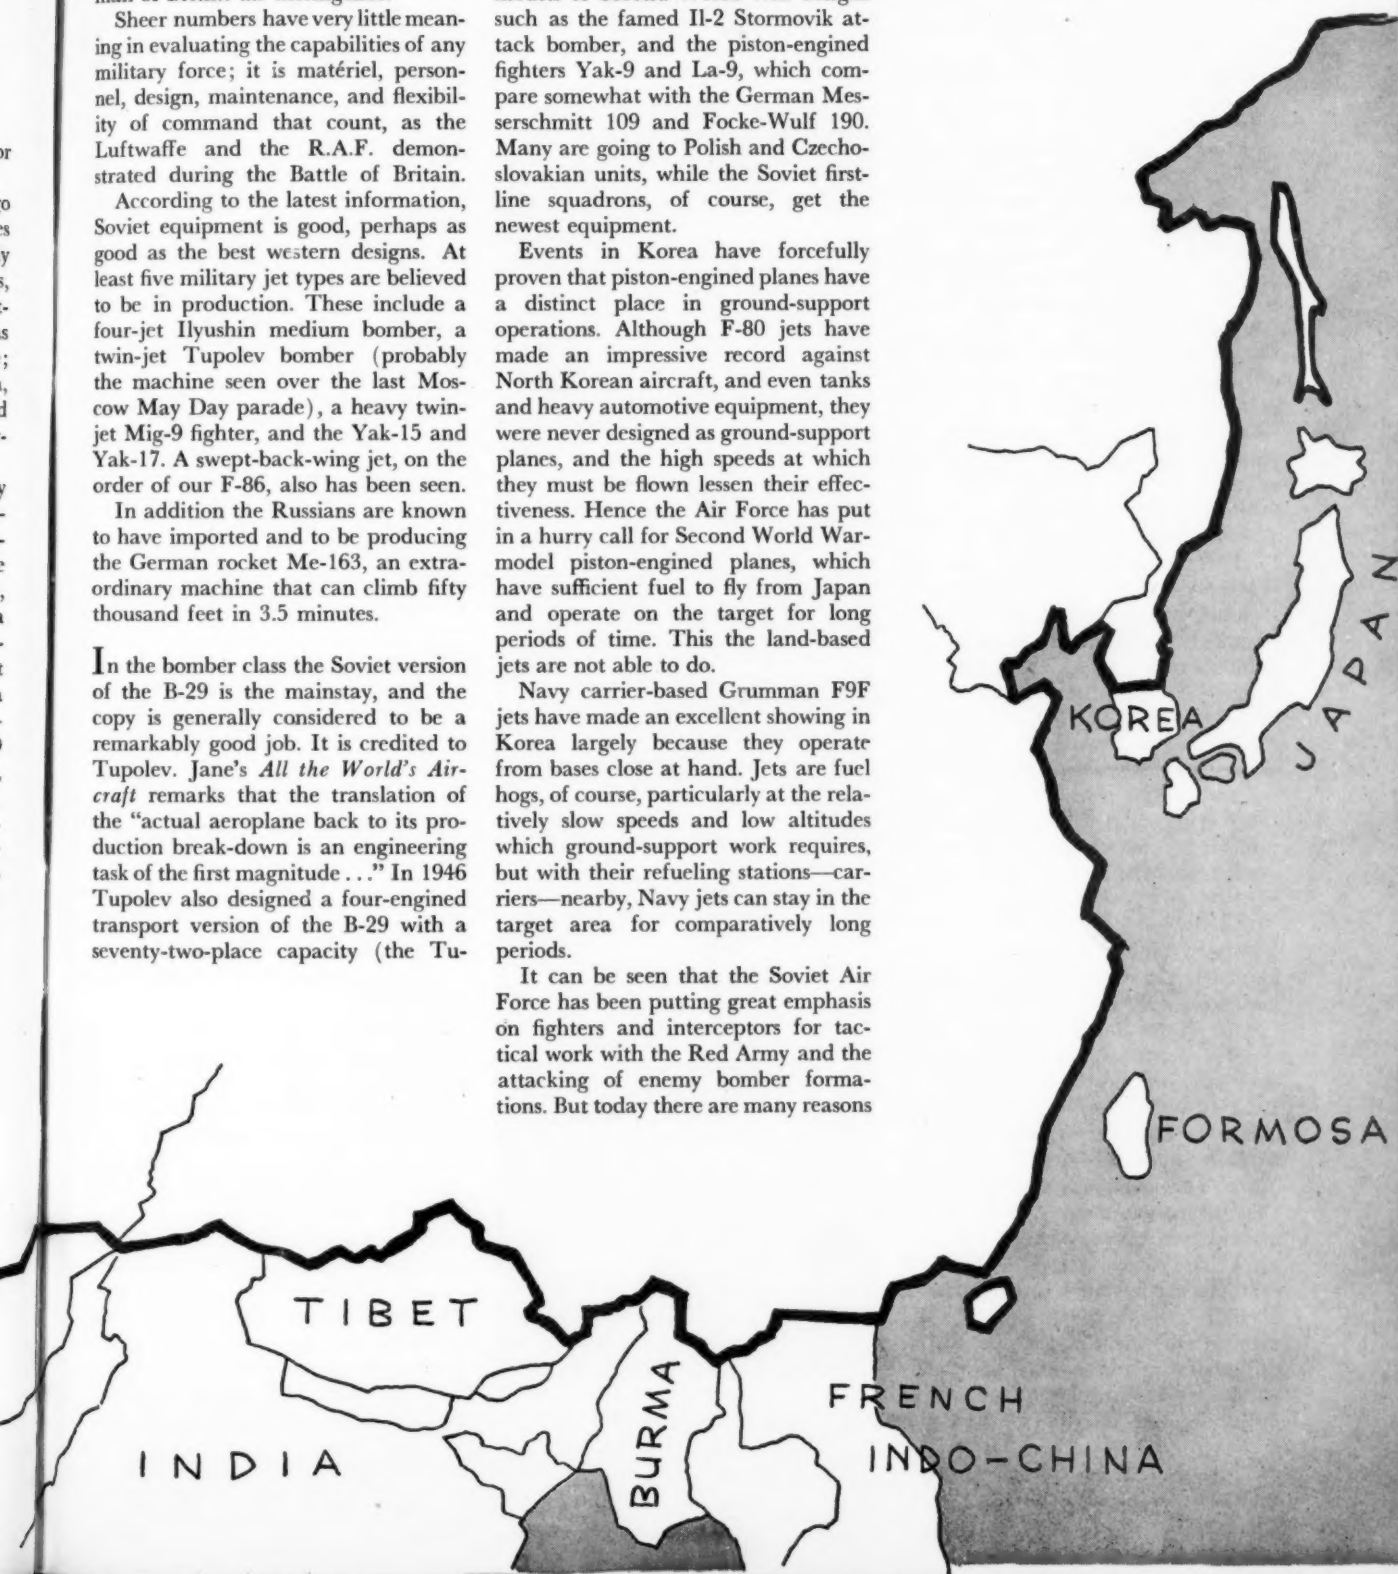 Sheer numbers have very little mean-
ing in evaluating the capabilities of any
military force; it is matériel, person-
nel, design, maintenance, and flexibil-
ity of command that count, as the
Luftwaffe and the R.A.F. demon-
strated during the Battle of Britain.
According to the latest information,
Soviet equipment is good, perhaps as
good as the best western designs. At
least five military jet types are believed
to be in production. These include a
four-jet Ilyushin medium bomber, a
twin-jet Tupolev bomber (probably
the machine seen over the last Mos-
cow May Day parade), a heavy twin-
jet Mig-9 fighter, and the Yak-15 and
Yak-17. A swept-back-wing jet, on the
order of our F-86, also has been seen.
In addition the Russians are known
to have imported and to be producing
the German rocket Me-163, an extra-
ordinary machine that can climb fifty
thousand feet in 3.5 minutes.
In the bomber class the Soviet version
of the B-29 is the mainstay, and the
copy is generally considered to be a
remarkably good job. It is credited to
Tupolev. Jane's All the World's Air-
craft remarks that the translation of
the "actual aeroplane back to its pro-
duction break-down is an engineering
task of the first magnitude . . ." In 1946
Tupolev also designed a four-engined
transport version of the B-29 with a
seventy-two-place capacity (the Tu-
such as the famed Il-2 Stormovik at-
tack bomber, and the piston-engined
fighters Yak-9 and La-9, which com-
pare somewhat with the German Mes-
serschmitt 109 and Focke-Wulf 190.
Many are going to Polish and Czecho-
slovakian units, while the Soviet first-
line squadrons, of course, get the
newest equipment.
Events in Korea have forcefully
proven that piston-engined planes have
a distinct place in ground-support
operations. Although F-80 jets have
made an impressive record against
North Korean aircraft, and even tanks
and heavy automotive equipment, they
were never designed as ground-support
planes, and the high speeds at which
they must be flown lessen their effec-
tiveness. Hence the Air Force has put
in a hurry call for Second World War-
model piston-engined planes, which
have sufficient fuel to fly from Japan
and operate on the target for long
periods of time. This the land-based
jets are not able to do.
Navy carrier-based Grumman F9F
jets have made an excellent showing in
Korea largely because they operate
from bases close at hand. Jets are fuel
hogs, of course, particularly at the rela-
tively slow speeds and low altitudes
which ground-support work requires,
but with their refueling stations—car-
riers—nearby, Navy jets can stay in the
target area for comparatively long
periods.
It can be seen that the Soviet Air
Force has been putting great emphasis
on fighters and interceptors for tac-
tical work with the Red Army and the
attacking of enemy bomber forma-
tions. But today there are many reasons
KOREA
JAPAN
FORMOSA
TIBET
INDIA
BURMA
FRENCH
INDO-CHINA